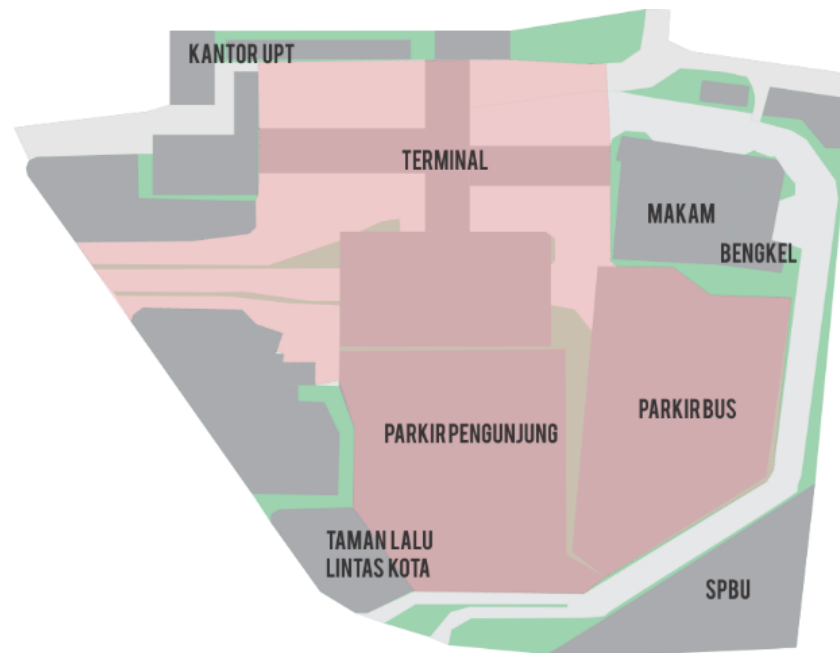 KANTOR UPT
TERMINAL
MAKAM
BENGKEL
PARKIR BUS
PARKIR PENGUNJUNG
TAMAN LALU
LINTAS KOTA
SPBU